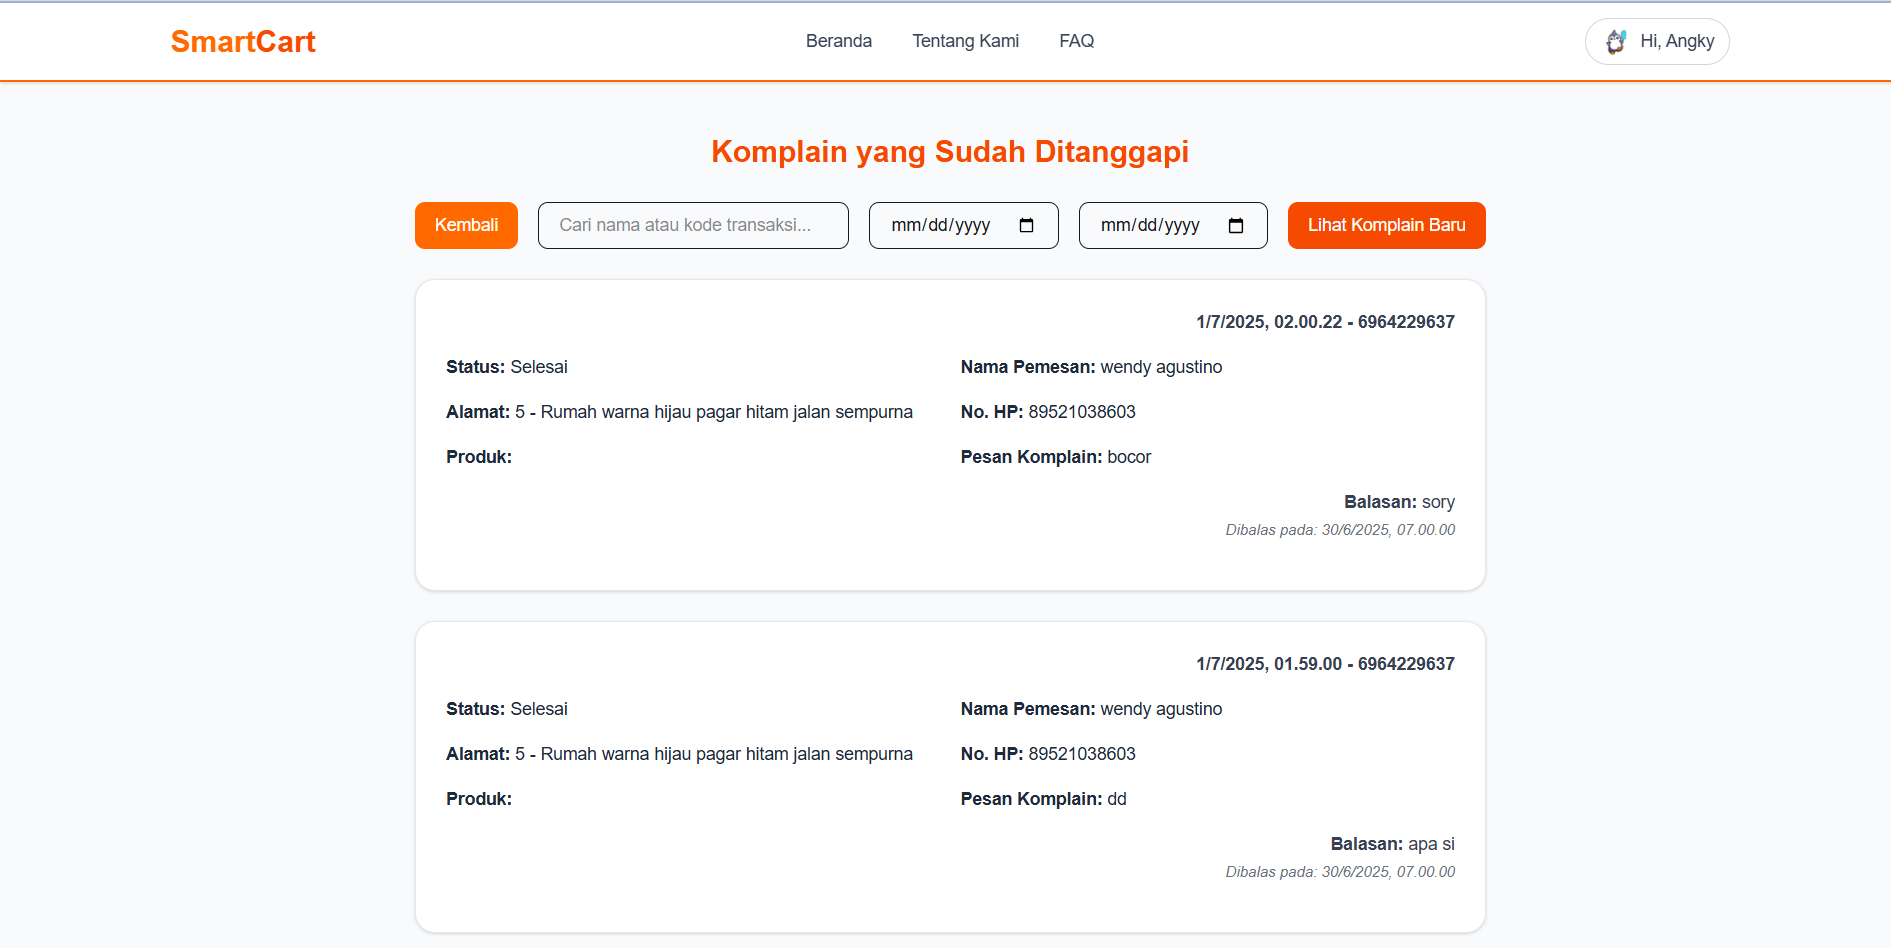 SmartCart
Beranda Tentang Kami FAQ
Hi, Angky
Komplain yang Sudah Ditanggapi
Kembali
Cari nama atau kode transaksi...
mm/dd/yyyy
mm/dd/yyyy
Lihat Komplain Baru
1/7/2025, 02.00.22 - 6964229637
Status: Selesai
Nama Pemesan: wendy agustino
Alamat: 5 - Rumah warna hijau pagar hitam jalan sempurna
No. HP: 89521038603
Produk:
Pesan Komplain: bocor
Balasan: sory
Dibalas pada: 30/6/2025, 07.00.00
1/7/2025, 01.59.00 - 6964229637
Status: Selesai
Nama Pemesan: wendy agustino
Alamat: 5 - Rumah warna hijau pagar hitam jalan sempurna
No. HP: 89521038603
Produk:
Pesan Komplain: dd
Balasan: apa si
Dibalas pada: 30/6/2025, 07.00.00